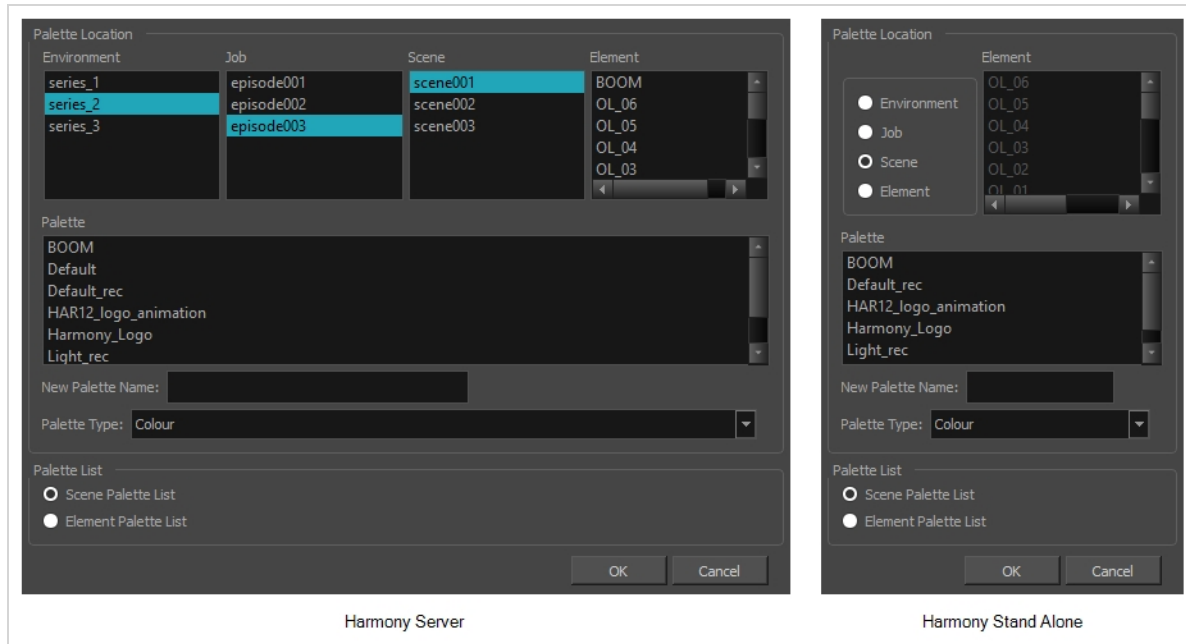 Palette Location
Environment Job Scene Element
series_1 episode001 scene001 BOOM
series_2 episode002 scene002 OL_06
series_3 episode003 scene003 OL_05
OL_04
OL_03
Palette
BOOM
Default
Default_rec
HAR12_logo_animation
Harmony_Logo
Light_rec
New Palette Name:
Palette Type: Colour
Palette List
Scene Palette List
Element Palette List
OK Cancel
Harmony Server
Palette Location
Element
OL_06
OL_05
OL_04
OL_03
OL_02
OL_01
Environment
Job
Scene
Element
Palette
BOOM
Default_rec
HAR12_logo_animation
Harmony_Logo
Light_rec
New Palette Name:
Palette Type: Colour
Palette List
Scene Palette List
Element Palette List
OK Cancel
Harmony Stand Alone